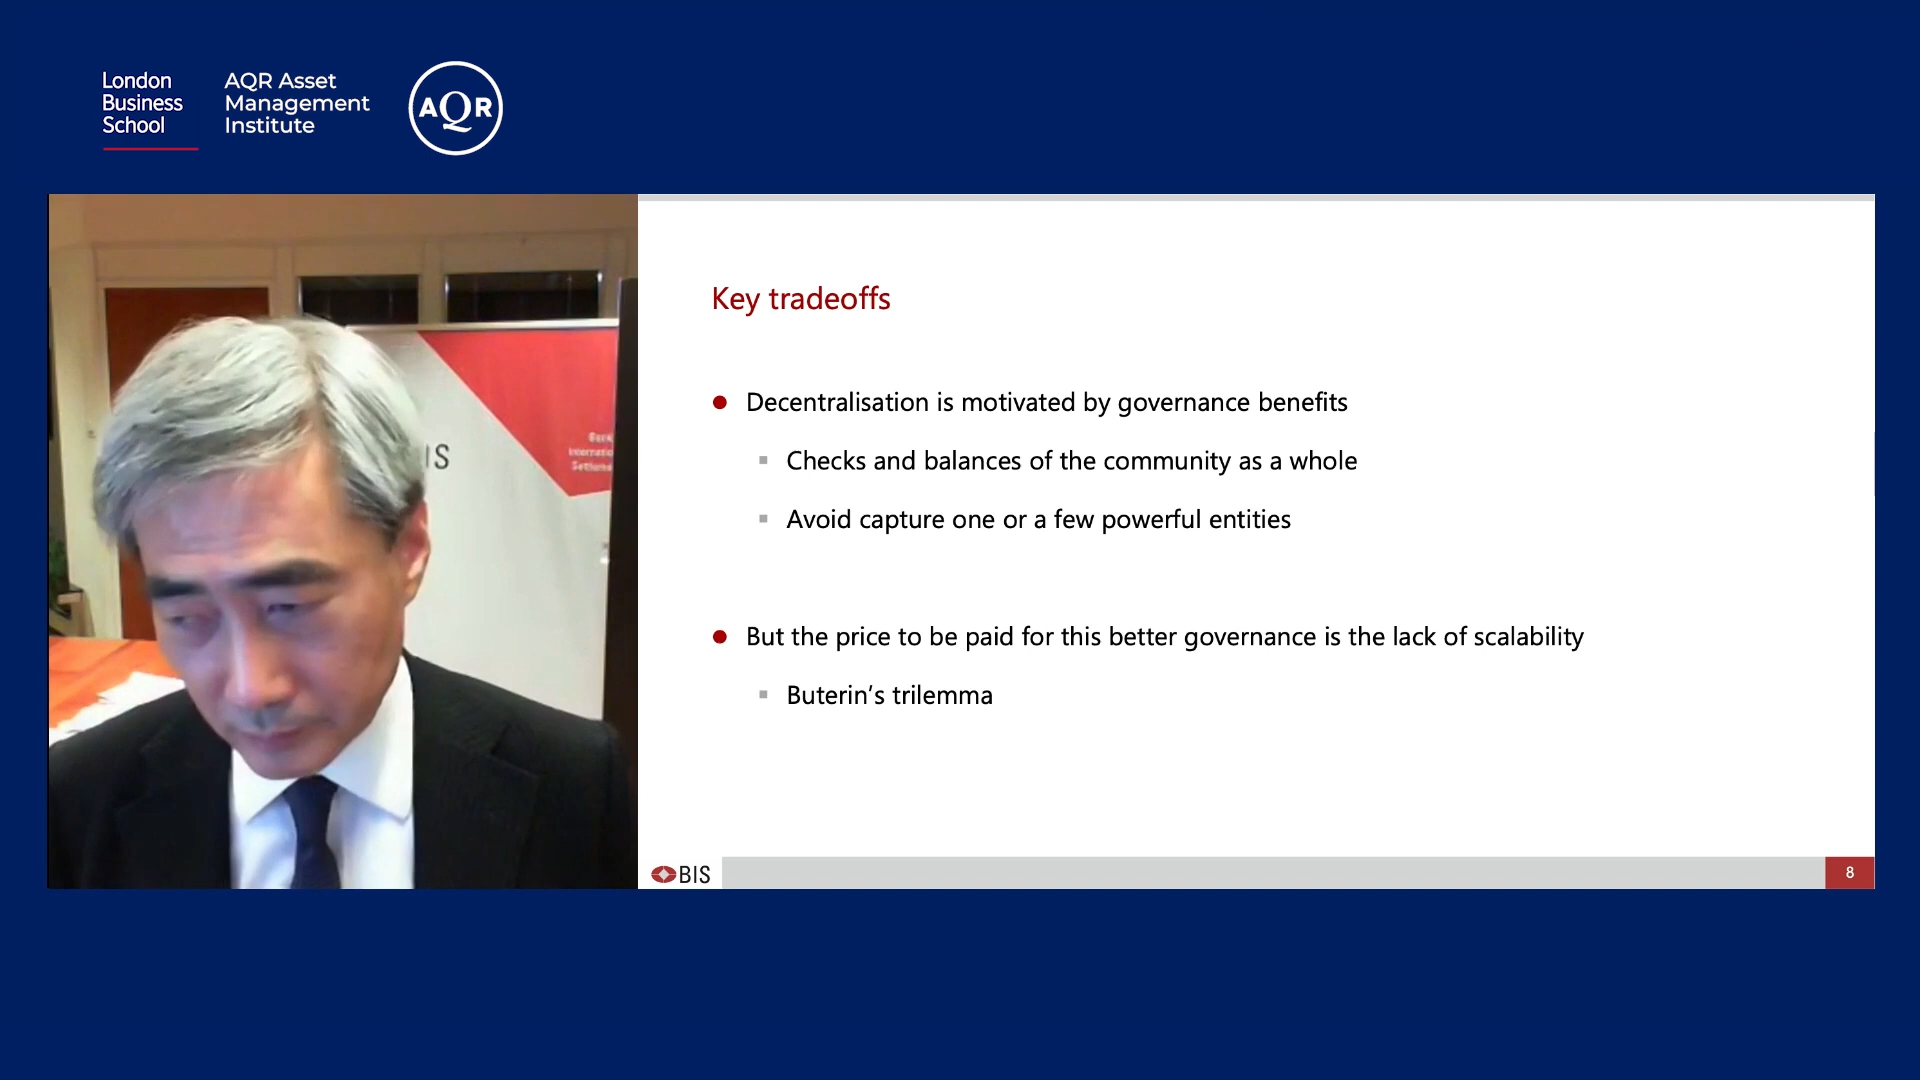 London
Business
School
AQR Asset
Management
Institute
AQR
IS
Key tradeoffs
Decentralisation is motivated by governance benefits
Checks and balances of the community as a whole
Avoid capture one or a few powerful entities
But the price to be paid for this better governance is the lack of scalability
Buterin's trilemma
BIS
8